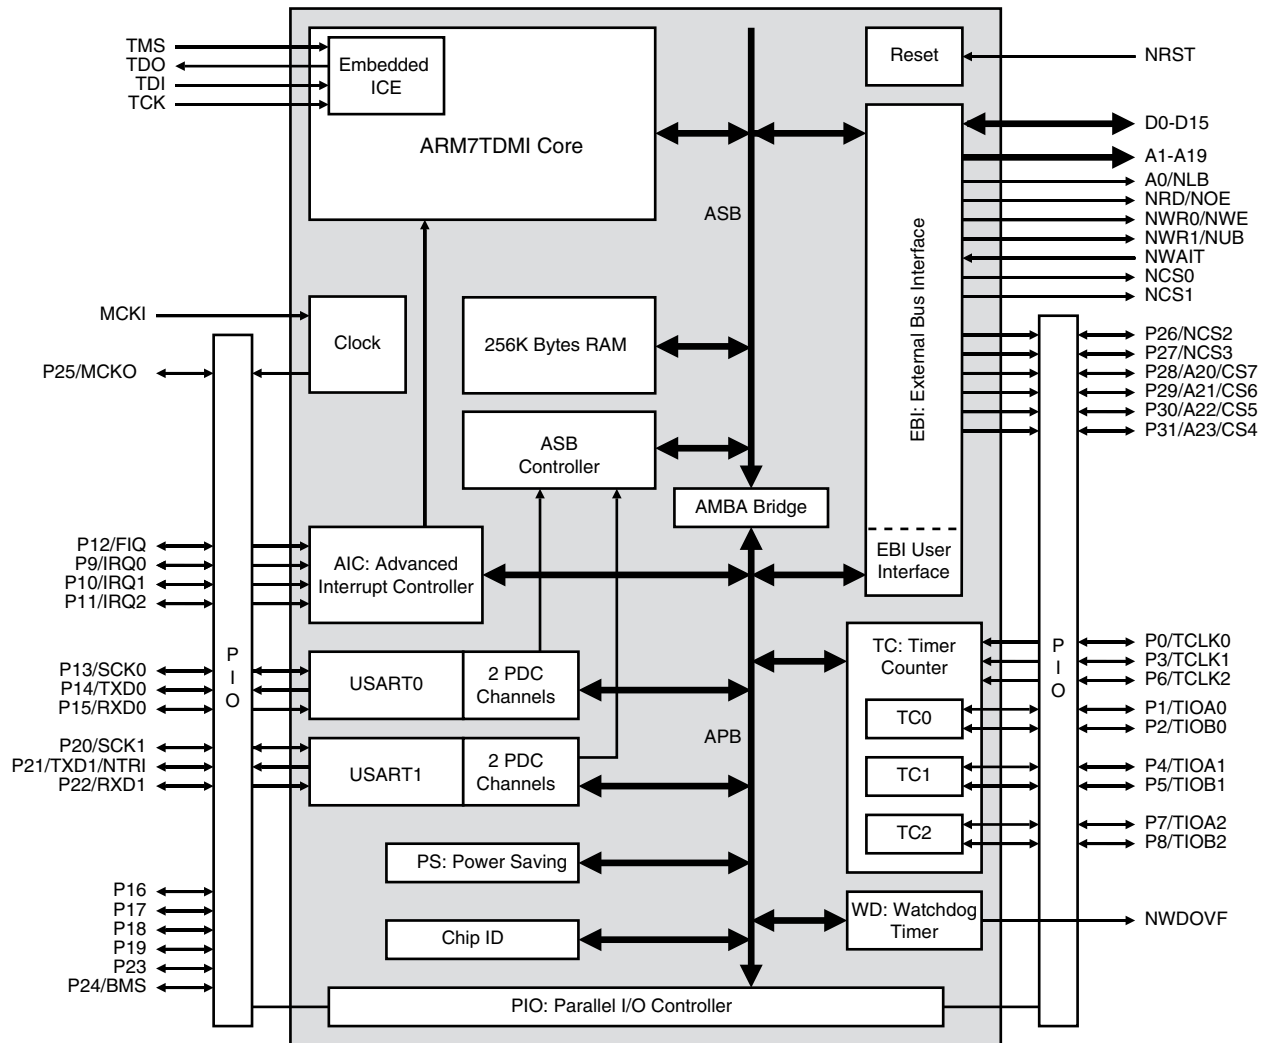 TMS
TDO
TDI
TCK
Embedded
ICE
ARM7TDMI Core
Reset
NRST
D0-D15
A1-A19
A0/NLB
NRD/NOE
NWR0/NWE
NWR1/NUB
NWAIT
NCS0
NCS1
ASB
EBI: External Bus Interface
MCKI
Clock
256K Bytes RAM
P25/MCKO
P26/NCS2
P27/NCS3
P28/A20/CS7
P29/A21/CS6
P30/A22/CS5
P31/A23/CS4
ASB
Controller
AMBA Bridge
EBI User
Interface
P12/FIQ
P9/IRQ0
P10/IRQ1
P11/IRQ2
AIC: Advanced
Interrupt Controller
P13/SCK0
P14/TXD0
P15/RXD0
P
I
O
USART0
2 PDC
Channels
P20/SCK1
P21/TXD1/NTRI
P22/RXD1
USART1
2 PDC
Channels
APB
TC: Timer
Counter
TC0
TC1
TC2
P
I
O
P0/TCLK0
P3/TCLK1
P6/TCLK2
P1/TIOA0
P2/TIOB0
P4/TIOA1
P5/TIOB1
P7/TIOA2
P8/TIOB2
PS: Power Saving
P16
P17
P18
P19
P23
P24/BMS
Chip ID
WD: Watchdog
Timer
NWDOVF
PIO: Parallel I/O Controller